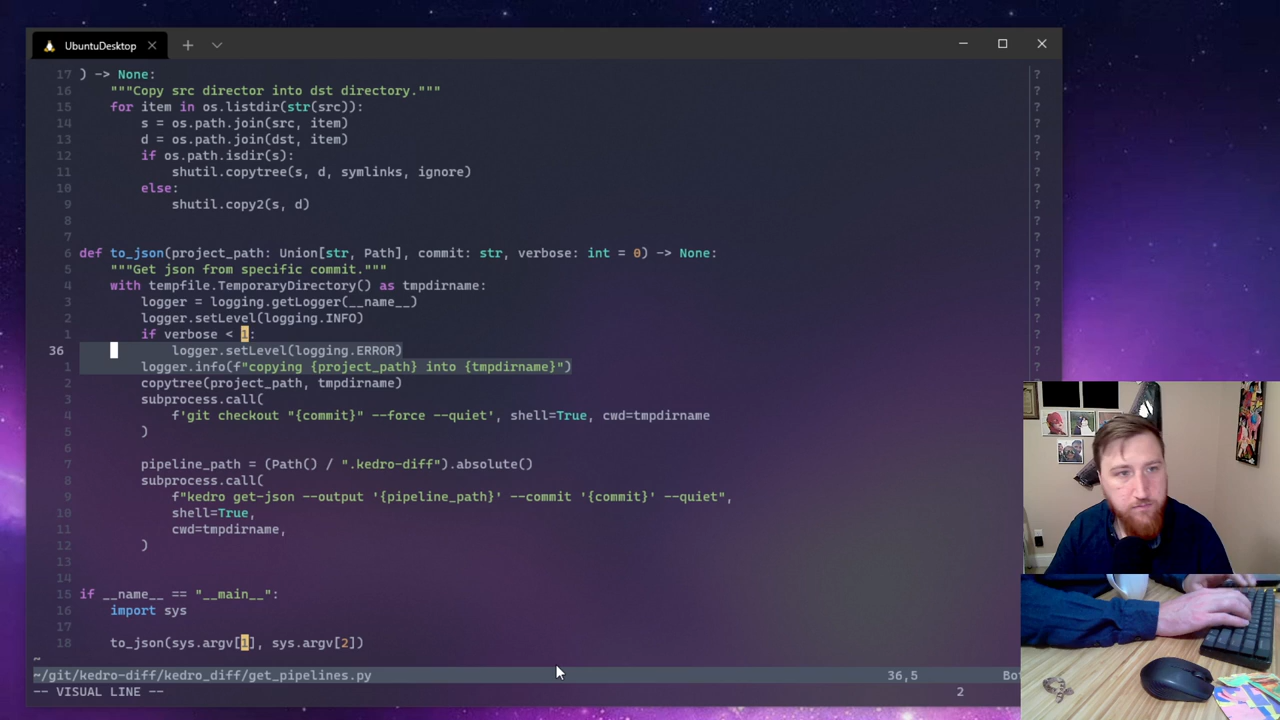 UbuntuDesktop
17 ) -> None:
16 """Copy src director into dst directory."""
15 for item in os.listdir(str(src)):
14 s = os.path.join(src, item)
13 d = os.path.join(dst, item)
12 if os.path.isdir(s):
11 shutil.copytree(s, d, symlinks, ignore)
10 else:
9 shutil.copy2(s, d)
8
7
6 def to_json(project_path: Union[str, Path], commit: str, verbose: int = 0) -> None:
5 """Get json from specific commit."""
4 with tempfile.TemporaryDirectory() as tmpdirname:
3 logger = logging.getLogger(__name__)
2 logger.setLevel(logging.INFO)
1 if verbose < 1:
36 logger.setLevel(logging.ERROR)
1 logger.info(f"copying {project_path} into {tmpdirname}")
2 copytree(project_path, tmpdirname)
3 subprocess.call(
4 f'git checkout "{commit}" --force --quiet', shell=True, cwd=tmpdirname
5 )
6
7 pipeline_path = (Path() / ".kedro-diff").absolute()
8 subprocess.call(
9 f"kedro get-json --output '{pipeline_path}' --commit '{commit}' --quiet",
10 shell=True,
11 cwd=tmpdirname,
12 )
13
14
15 if __name__ == "__main__":
16 import sys
17
18 to_json(sys.argv[1], sys.argv[2])
~
~/git/kedro-diff/kedro_diff/get_pipelines.py 36,5 Bo
-- VISUAL LINE -- 2